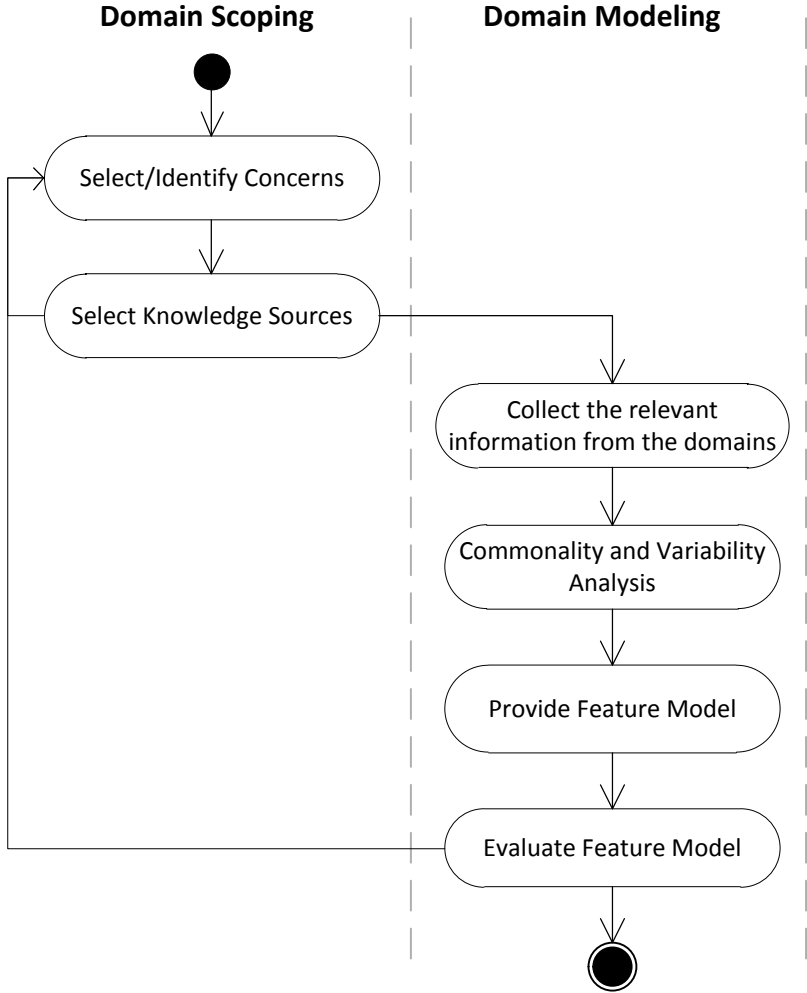 Domain Scoping
Domain Modeling
Select/Identify Concerns
Select Knowledge Sources
Collect the relevant
information from the domains
Commonality and Variability
Analysis
Provide Feature Model
Evaluate Feature Model